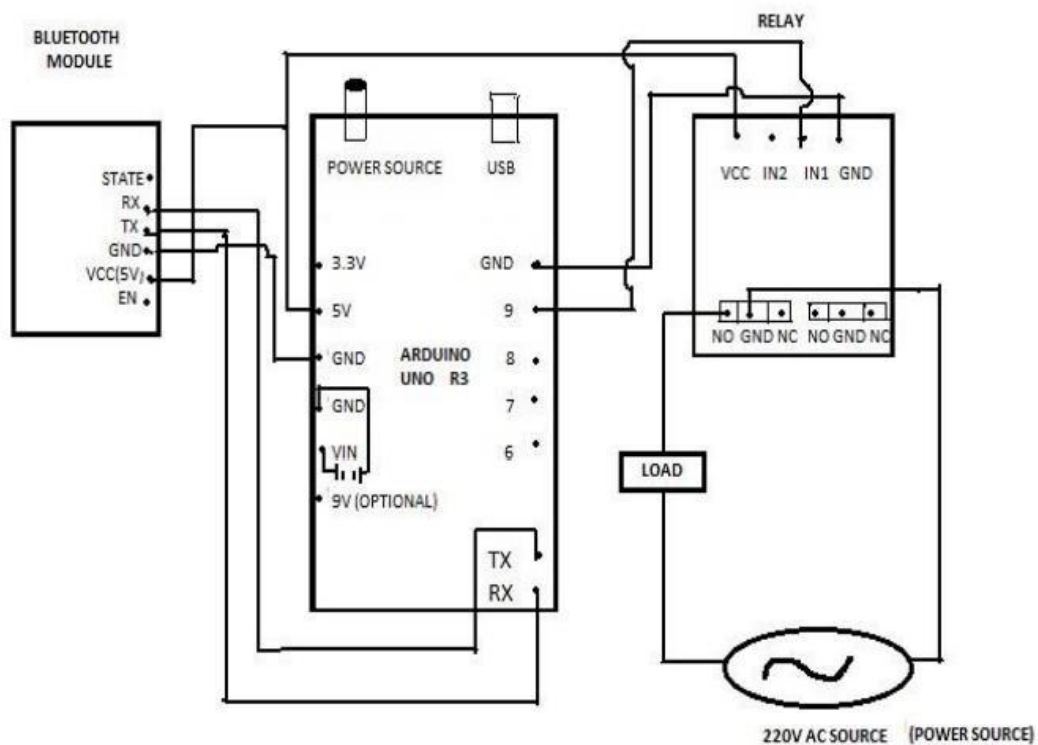 BLUETOOTH
MODULE
STATE
RX
TX
GND
VCC(5V)
EN
POWER SOURCE
USB
3.3V
5V
GND
GND
VIN
9V (OPTIONAL)
ARDUINO
UNO R3
GND
9
8
7
6
TX
RX
RELAY
VCC IN2 IN1 GND
NO GND NC NO GND NC
LOAD
220V AC SOURCE (POWER SOURCE)